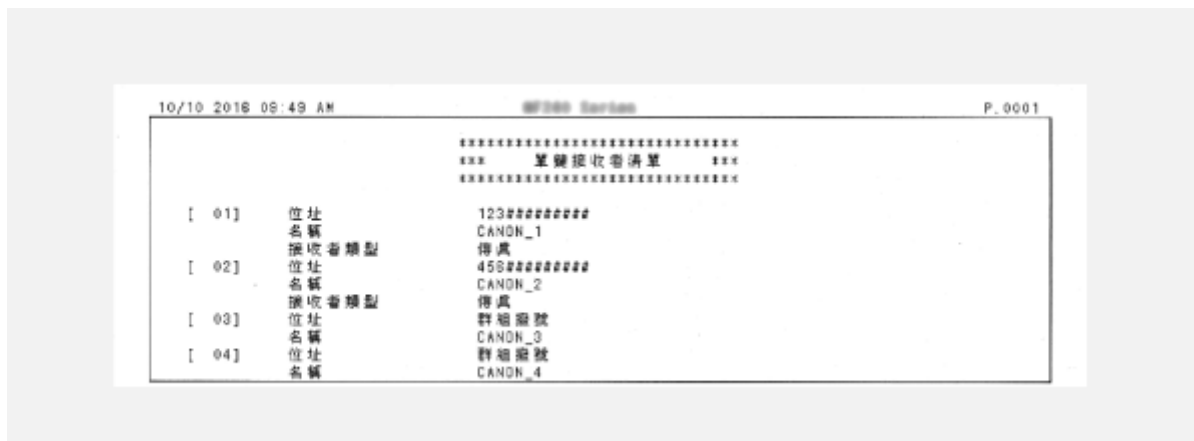 10/10 2016 09:49 AM P.0001
******************************
*** 單鍵接收者清單 ***
******************************
[ 01] 位址 123#########
名稱 CANON_1
接收者類型 傳真
[ 02] 位址 456#########
名稱 CANON_2
接收者類型 傳真
[ 03] 位址 群組撥號
名稱 CANON_3
[ 04] 位址 群組撥號
名稱 CANON_4